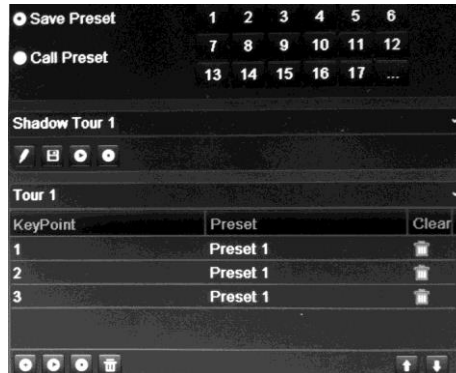 Save Preset 1 2 3 4 5 6
Call Preset 7 8 9 10 11 12
13 14 15 16 17 ...
Shadow Tour 1
Tour 1
KeyPoint Preset Clear
1 Preset 1
2 Preset 1
3 Preset 1